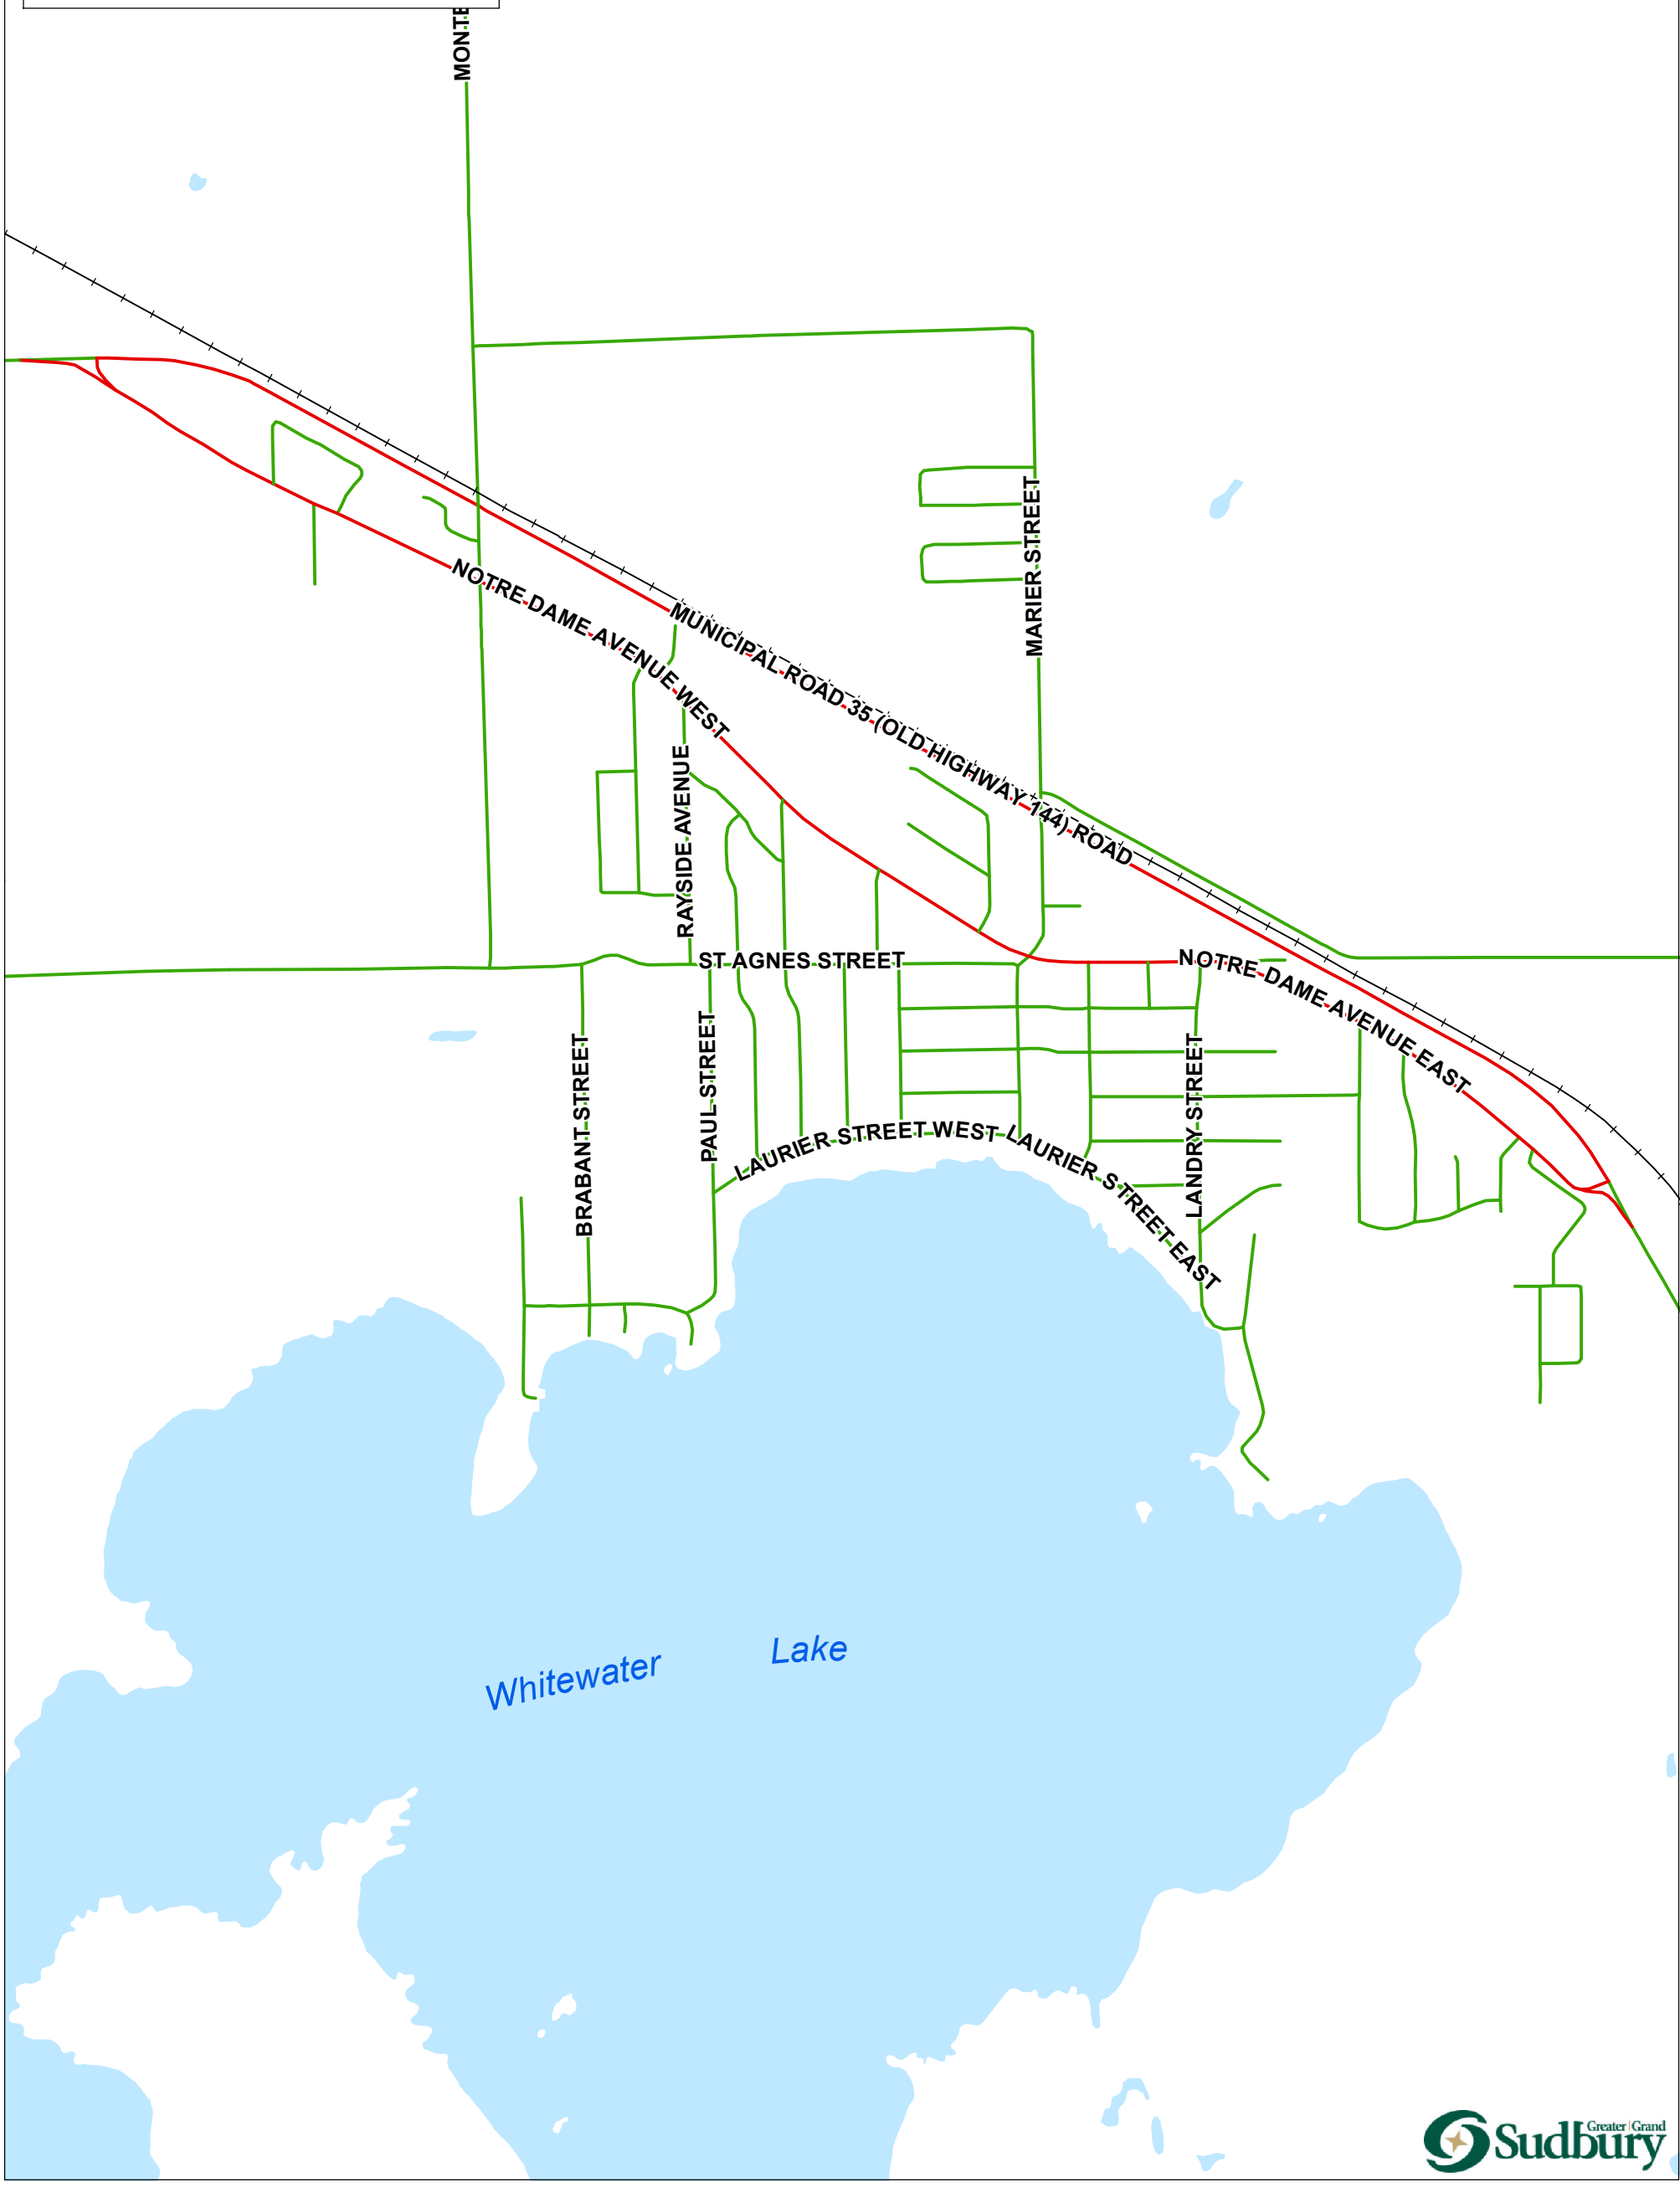 MARIER STREET
NOTRE DAME AVENUE WEST
MUNICIPAL ROAD 35 (OLD HIGHWAY 144) ROAD
RAYSIDE AVENUE
ST AGNES STREET
NOTRE DAME AVENUE EAST
BRABANT STREET
PAUL STREET
LANDRY STREET
LAURIER STREET WEST
LAURIER STREET EAST
Whitewater Lake
Greater | Grand
Sudbury